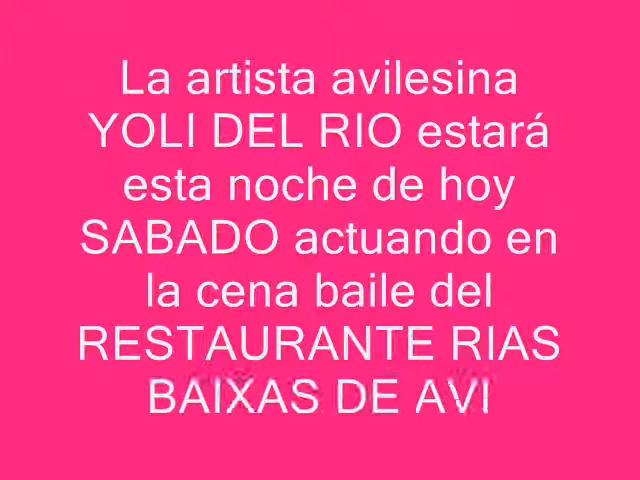 La artista avilesina
YOLI DEL RIO estará
esta noche de hoy
SABADO actuando en
la cena baile del
RESTAURANTE RIAS
BAIXAS DE AVI